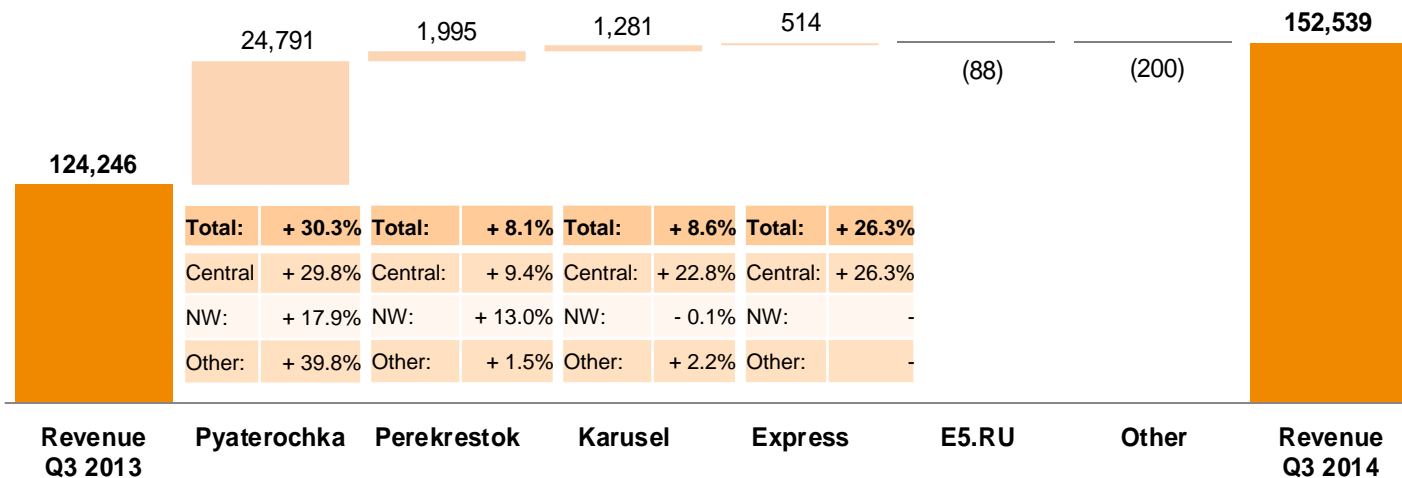 24,791
1,995
1,281
514
(88)
(200)
152,539
124,246
Total: + 30.3% Total: + 8.1% Total: + 8.6% Total: + 26.3%
Central + 29.8% Central: + 9.4% Central: + 22.8% Central: + 26.3%
NW: + 17.9% NW: + 13.0% NW: - 0.1% NW: -
Other: + 39.8% Other: + 1.5% Other: + 2.2% Other: -
Revenue Pyaterochka Perekrestok Karusel Express E5.RU Other Revenue
Q3 2013 Q3 2014